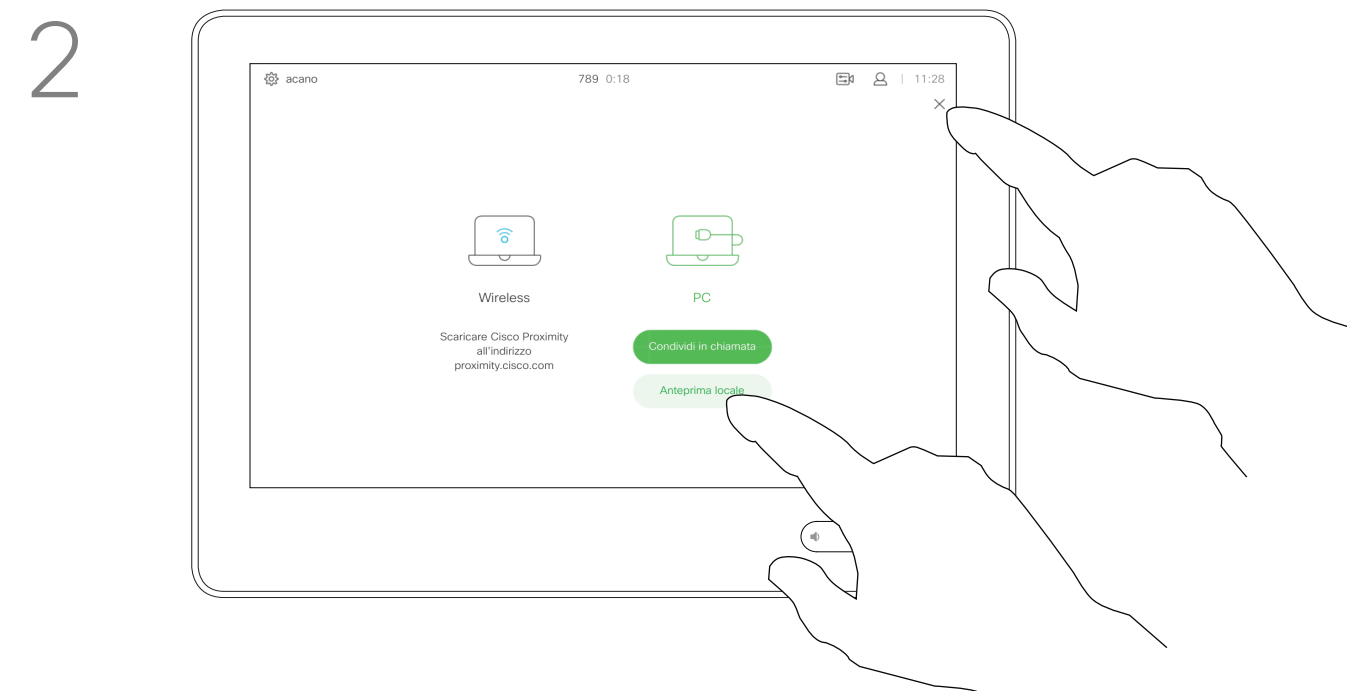 2
acano
789 0:18
11:28
Wireless
PC
Scaricare Cisco Proximity
all'indirizzo
proximity.cisco.com
Condividi in chiamata
Anteprima locale